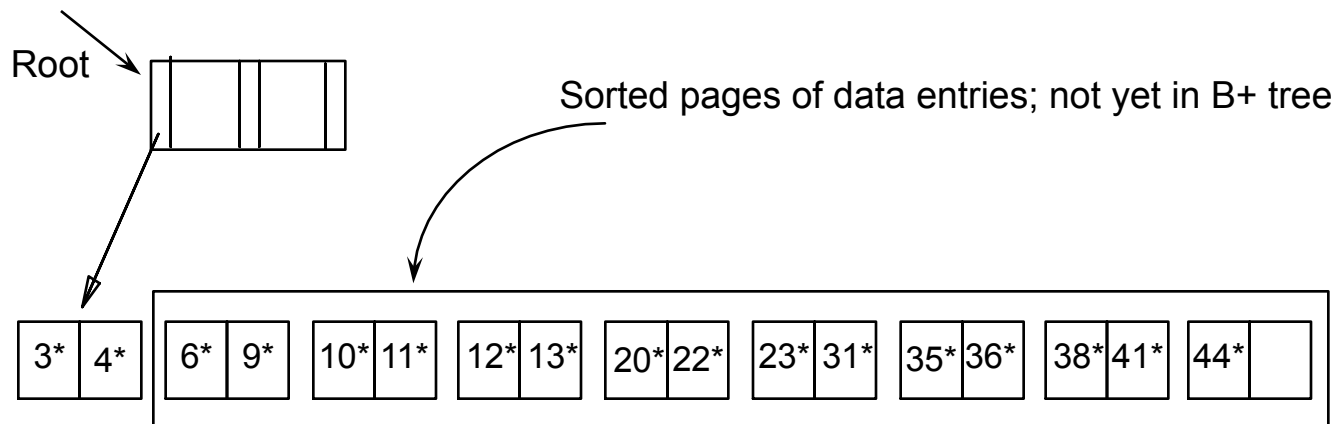 Root
Sorted pages of data entries; not yet in B+ tree
3* 4* 6* 9* 10* 11* 12* 13* 20* 22* 23* 31* 35* 36* 38* 41* 44*